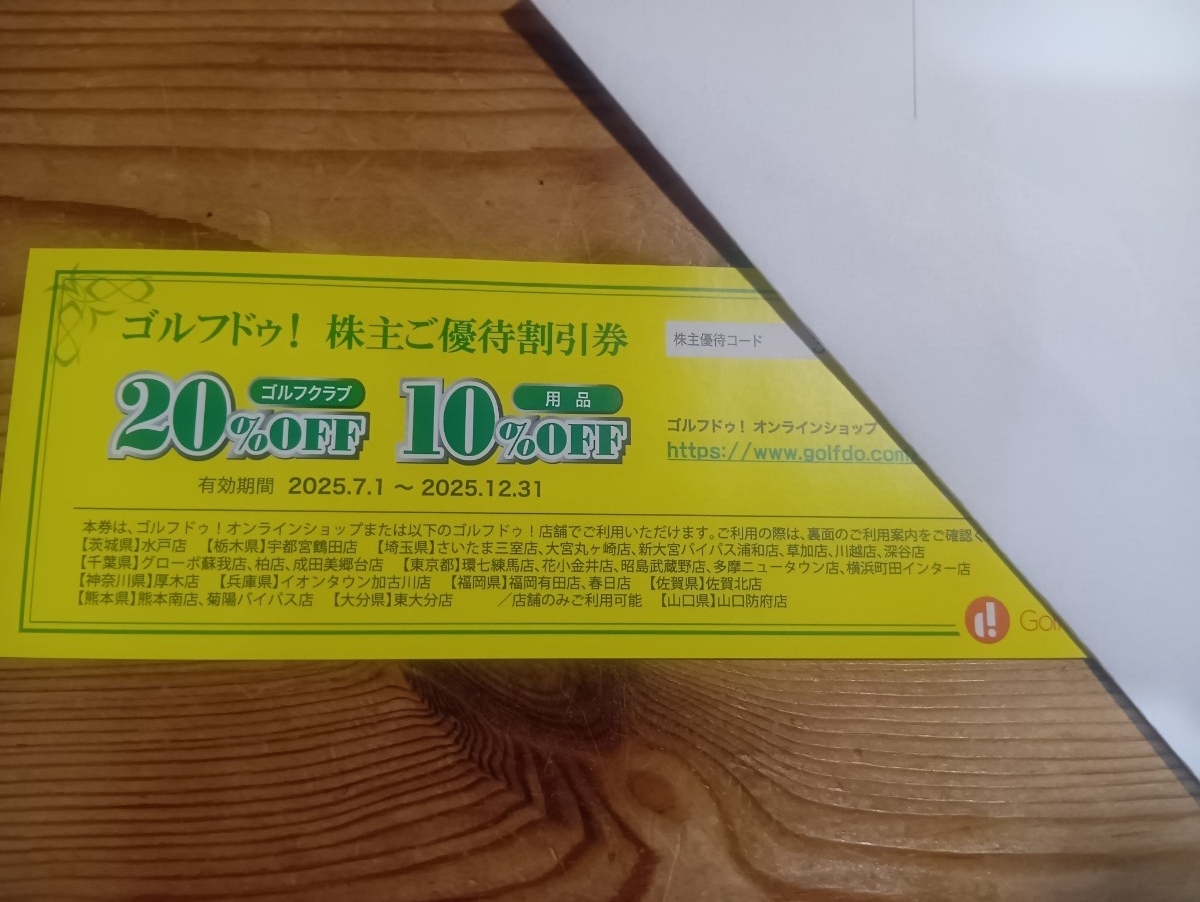 ゴルフドゥ！ 株主ご優待割引券
株主優待コード
20%OFF ゴルフクラブ
10%OFF 用品
ゴルフドゥ！ オンラインショップ
https://www.golfdo.com
有効期間 2025.7.1 ～ 2025.12.31
本券は、ゴルフドゥ！オンラインショップまたは以下のゴルフドゥ！店舗でご利用いただけます。ご利用の際は、裏面のご利用案内をご確認く
【茨城県】水戸店 【栃木県】宇都宮鶴田店 【埼玉県】さいたま三室店、大宮丸ヶ崎店、新大宮バイパス浦和店、草加店、川越店、深谷店
【千葉県】グローボ蘇我店、柏店、成田美郷台店 【東京都】環七練馬店、花小金井店、昭島武蔵野店、多摩ニュータウン店、横浜町田インター店
【神奈川県】厚木店 【兵庫県】イオンタウン加古川店 【福岡県】福岡有田店、春日店 【佐賀県】佐賀北店
【熊本県】熊本南店、菊陽バイパス店 【大分県】東大分店 ／店舗のみご利用可能 【山口県】山口防府店
Golf